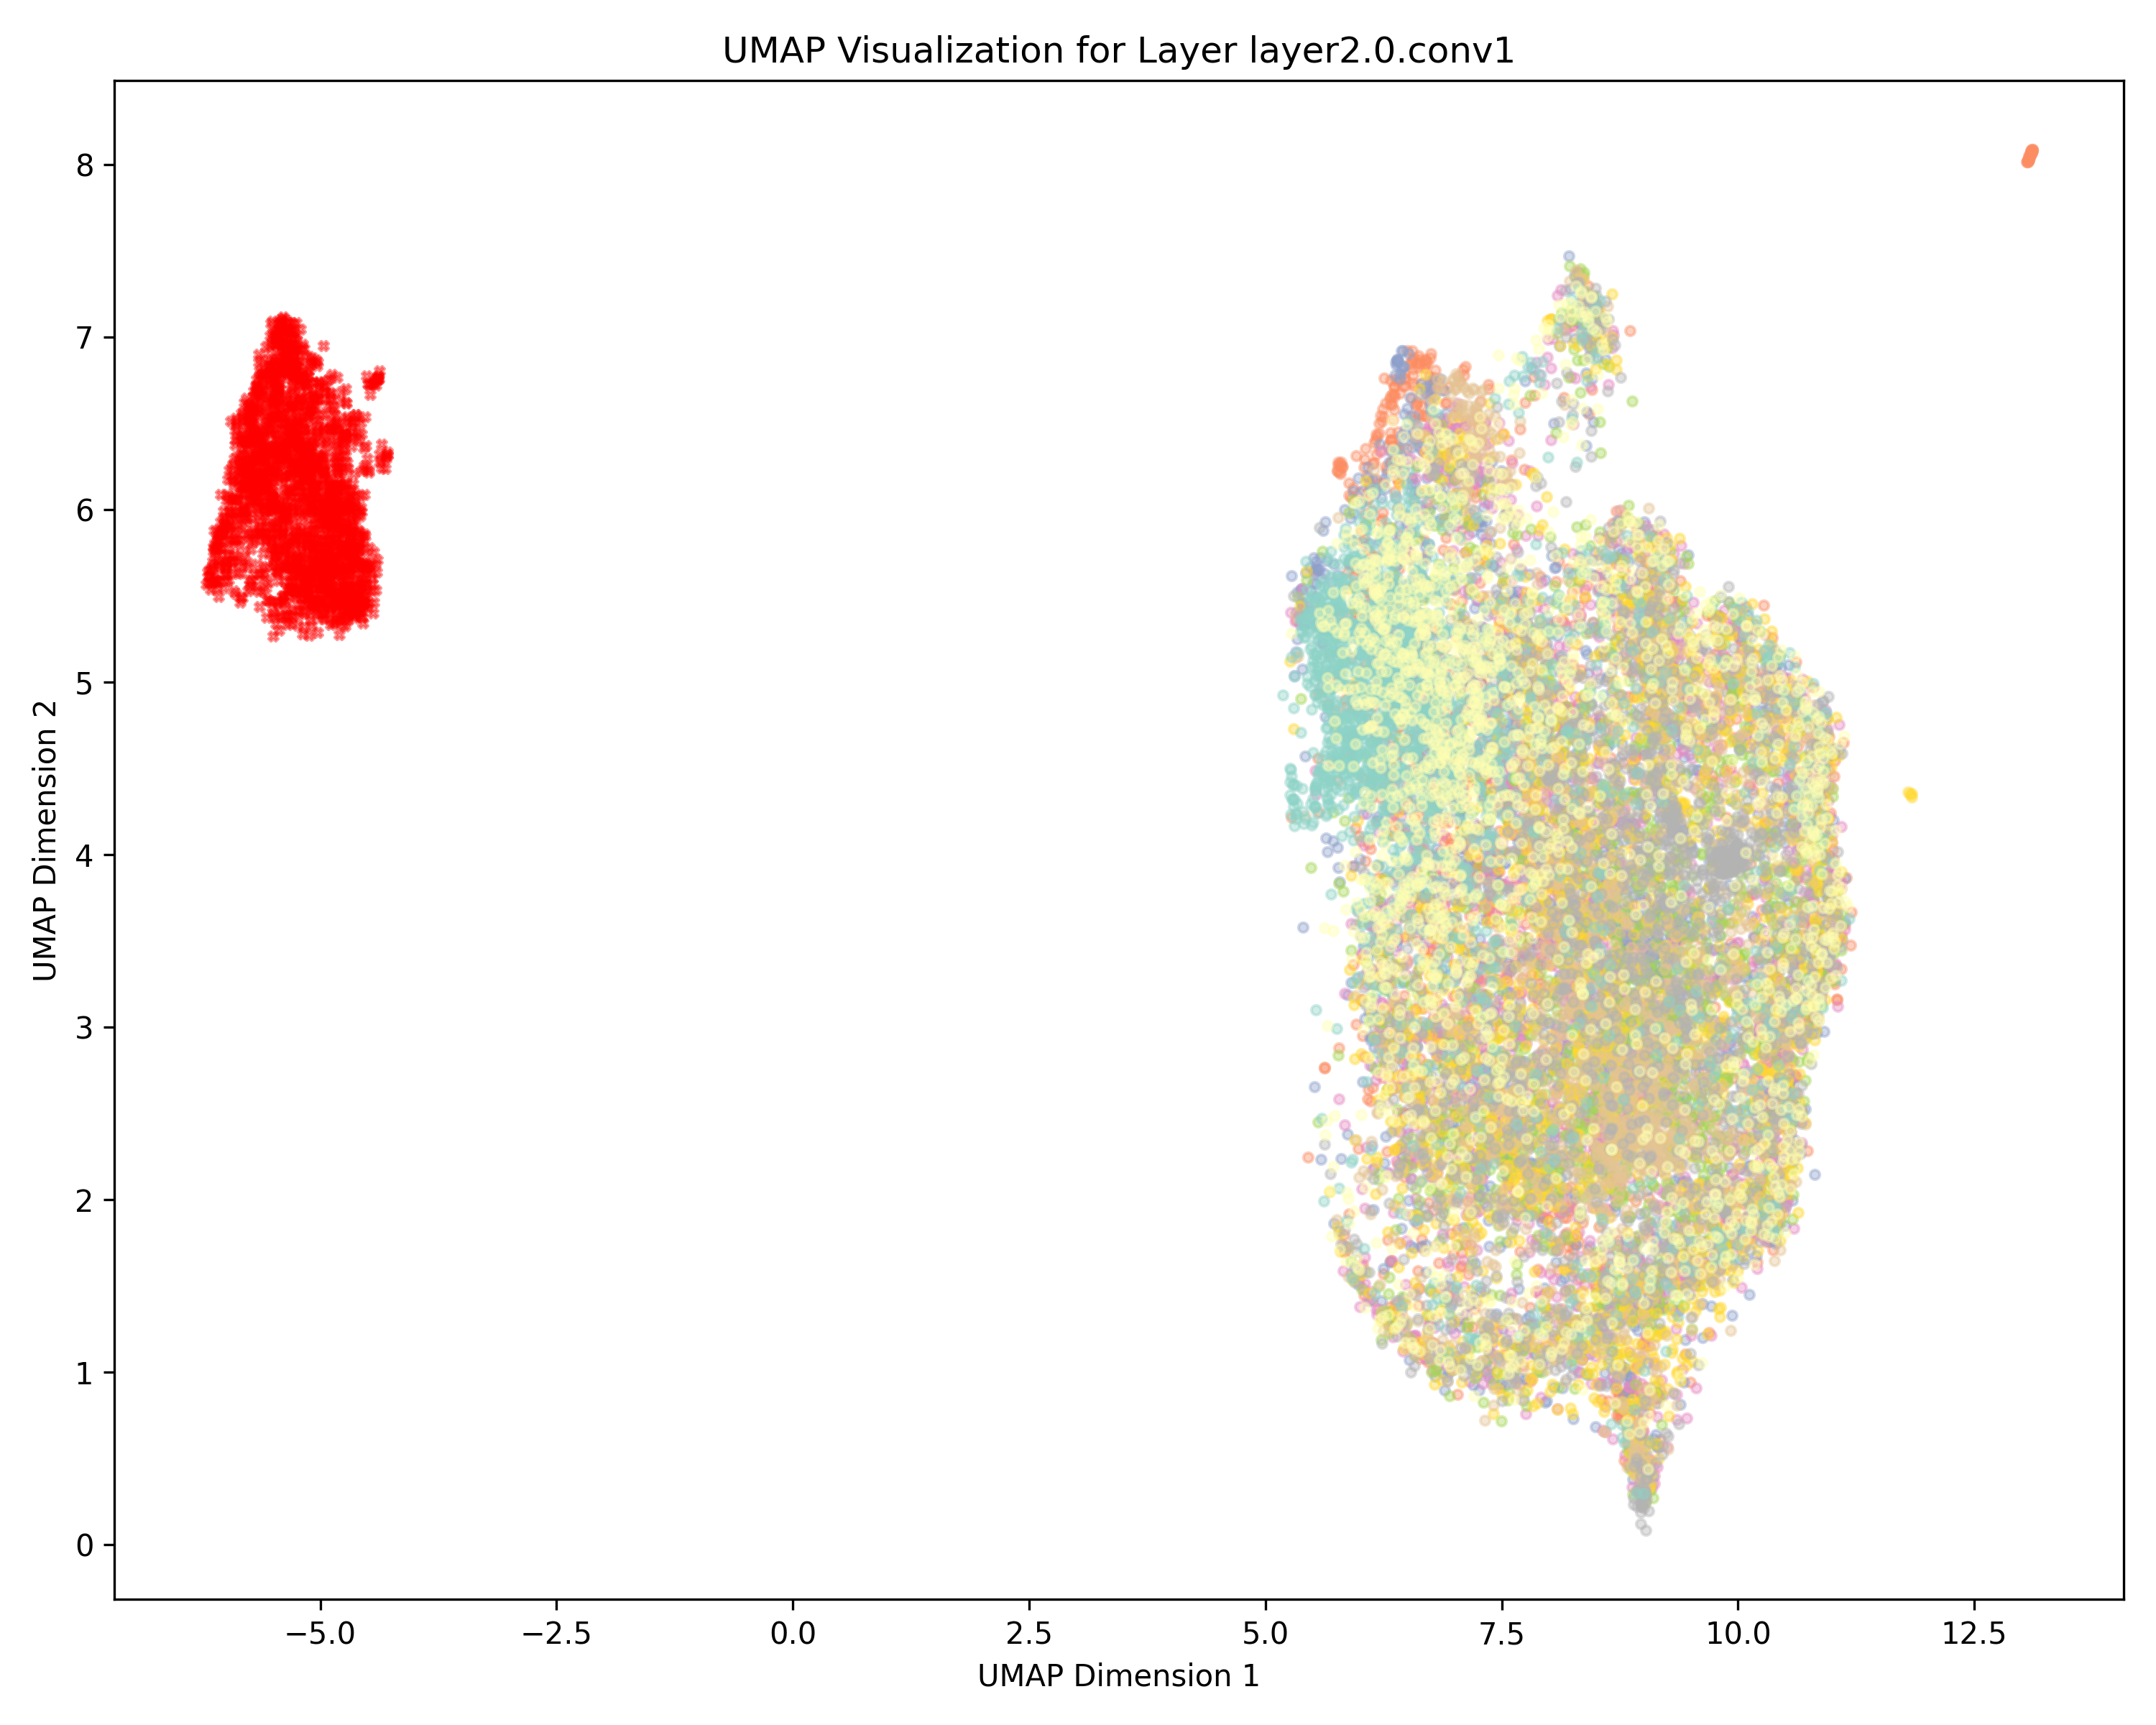 UMAP Visualization for Layer layer2.0.conv1
8
7
6
5
4
3
2
1
0
UMAP Dimension 2
−5.0 −2.5 0.0 2.5 5.0 7.5 10.0 12.5
UMAP Dimension 1